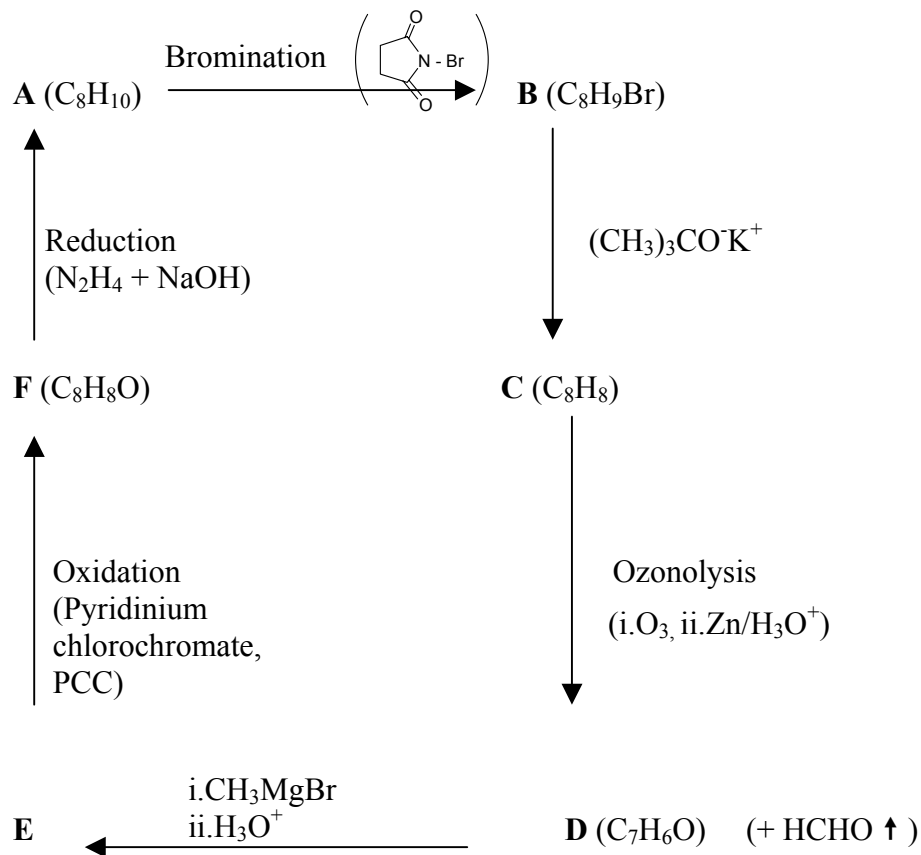 Bromination
O
N - Br
O
A (C₈H₁₀)
B (C₈H₉Br)
Reduction
(N₂H₄ + NaOH)
(CH₃)₃CO⁻K⁺
F (C₈H₈O)
C (C₈H₈)
Oxidation
(Pyridinium
chlorochromate,
PCC)
Ozonolysis
(i.O₃, ii.Zn/H₃O⁺)
i.CH₃MgBr
ii.H₃O⁺
E
D (C₇H₆O) (+ HCHO ↑ )